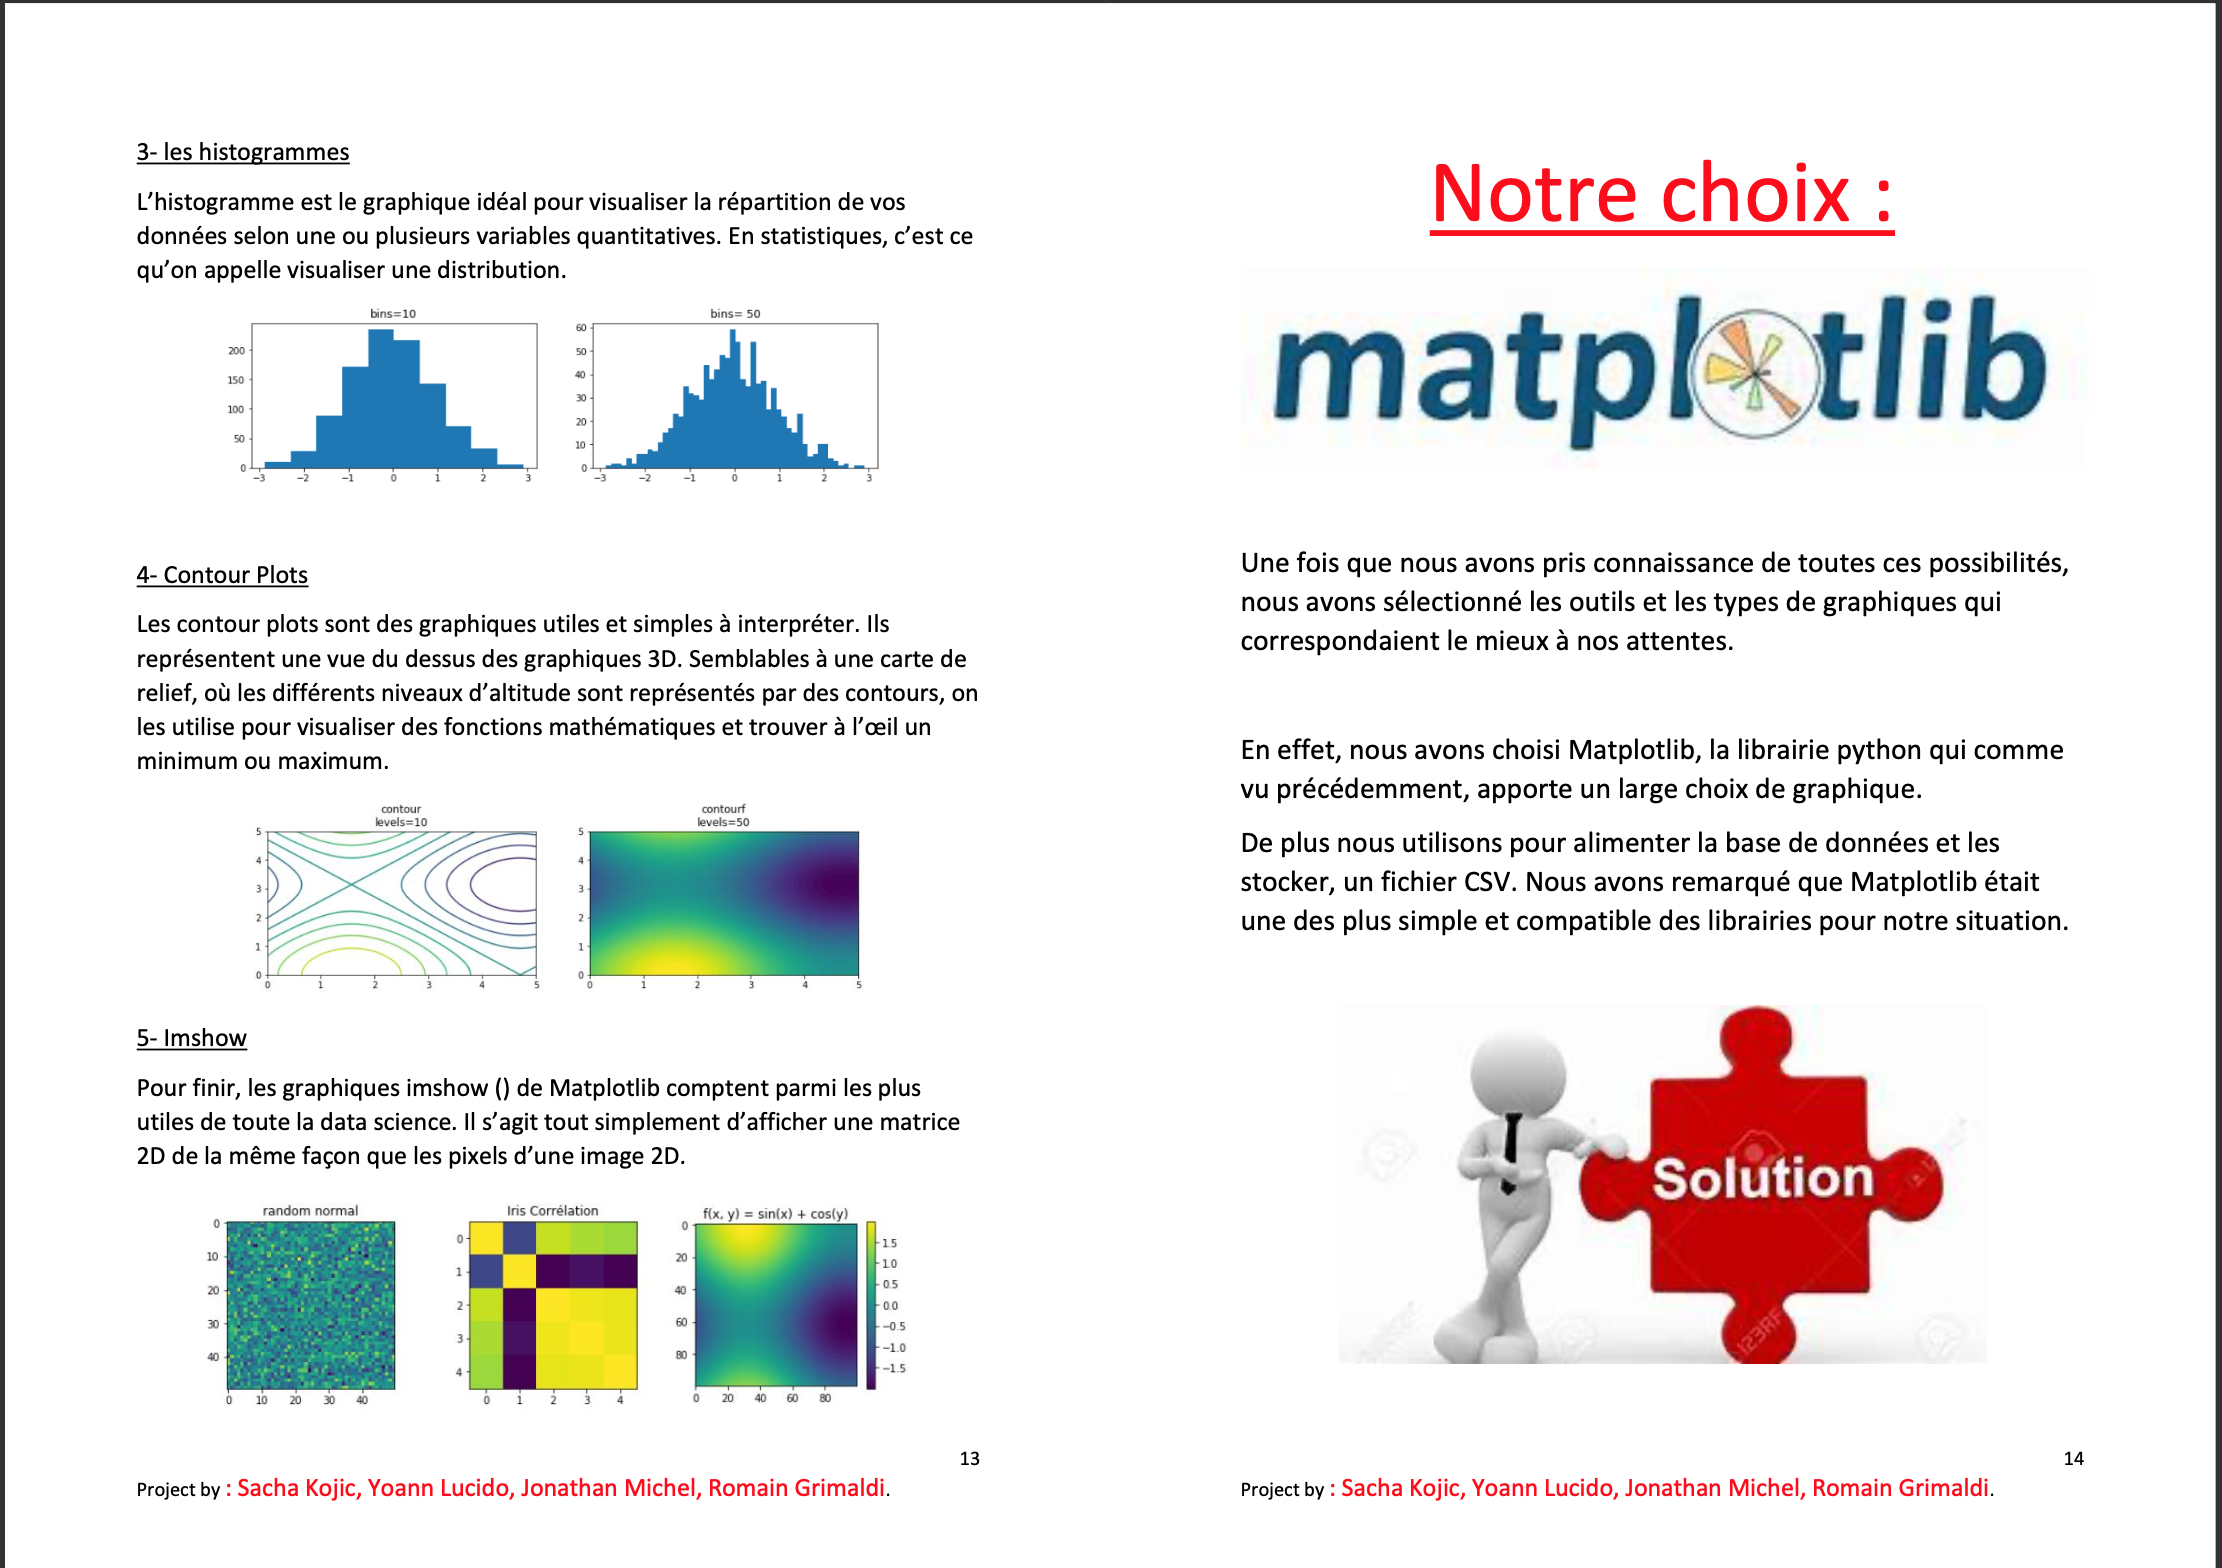 3- les histogrammes
L’histogramme est le graphique idéal pour visualiser la répartition de vos
données selon une ou plusieurs variables quantitatives. En statistiques, c’est ce
qu’on appelle visualiser une distribution.
bins=10
200
150
100
50
0
−3 −2 −1 0 1 2 3
bins= 50
60
50
40
30
20
10
0
−3 −2 −1 0 1 2 3
4- Contour Plots
Les contour plots sont des graphiques utiles et simples à interpréter. Ils
représentent une vue du dessus des graphiques 3D. Semblables à une carte de
relief, où les différents niveaux d’altitude sont représentés par des contours, on
les utilise pour visualiser des fonctions mathématiques et trouver à l’œil un
minimum ou maximum.
contour
levels=10
5
4
3
2
1
0
0 1 2 3 4 5
contourf
levels=50
5
4
3
2
1
0
0 1 2 3 4 5
5- Imshow
Pour finir, les graphiques imshow () de Matplotlib comptent parmi les plus
utiles de toute la data science. Il s’agit tout simplement d’afficher une matrice
2D de la même façon que les pixels d’une image 2D.
random normal
0
10
20
30
40
0 10 20 30 40
Iris Corrélation
0
1
2
3
4
0 1 2 3 4
f(x, y) = sin(x) + cos(y)
0
20
40
60
80
0 20 40 60 80
1.5
1.0
0.5
0.0
−0.5
−1.0
−1.5
13
Project by : Sacha Kojic, Yoann Lucido, Jonathan Michel, Romain Grimaldi.
Notre choix :
matplotlib
Une fois que nous avons pris connaissance de toutes ces possibilités,
nous avons sélectionné les outils et les types de graphiques qui
correspondaient le mieux à nos attentes.
En effet, nous avons choisi Matplotlib, la librairie python qui comme
vu précédemment, apporte un large choix de graphique.
De plus nous utilisons pour alimenter la base de données et les
stocker, un fichier CSV. Nous avons remarqué que Matplotlib était
une des plus simple et compatible des librairies pour notre situation.
Solution
123RF
14
Project by : Sacha Kojic, Yoann Lucido, Jonathan Michel, Romain Grimaldi.